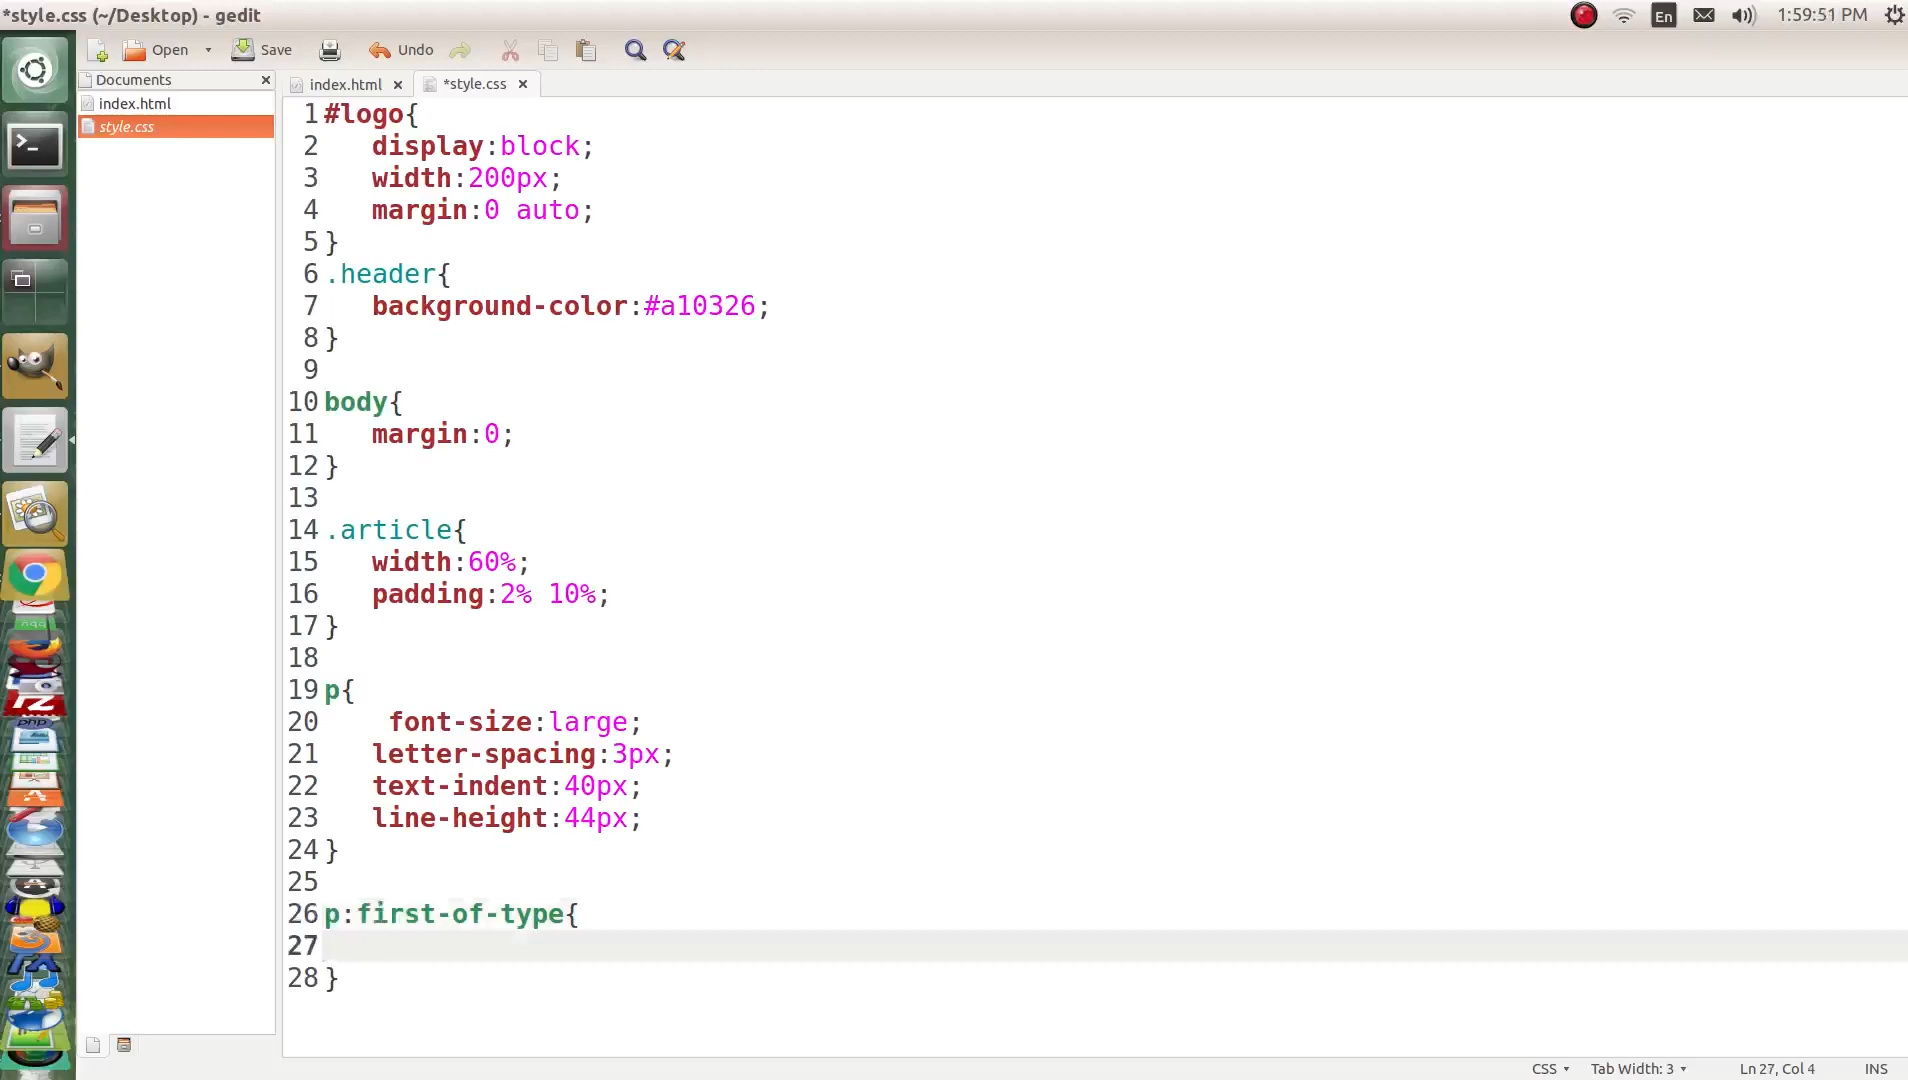 *style.css (~/Desktop) - gedit
En
1:59:51 PM
Open
Save
Undo
Documents
index.html
style.css
index.html
*style.css
1 #logo{
2 display:block;
3 width:200px;
4 margin:0 auto;
5 }
6 .header{
7 background-color:#a10326;
8 }
9
10 body{
11 margin:0;
12 }
13
14 .article{
15 width:60%;
16 padding:2% 10%;
17 }
18
19 p{
20 font-size:large;
21 letter-spacing:3px;
22 text-indent:40px;
23 line-height:44px;
24 }
25
26 p:first-of-type{
27
28 }
CSS
Tab Width: 3
Ln 27, Col 4
INS